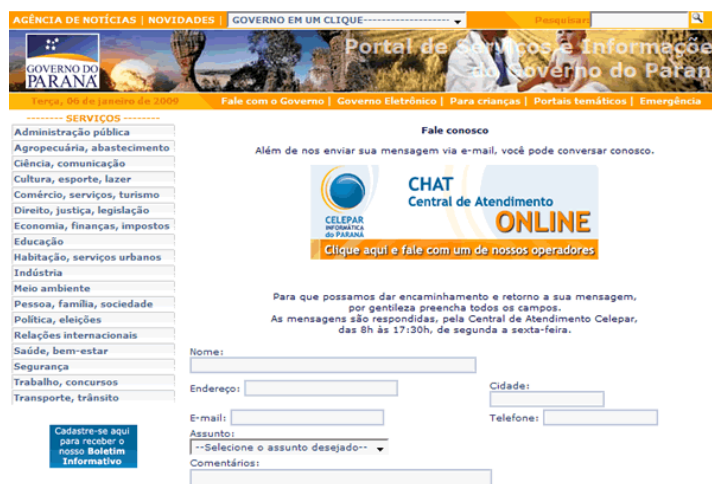 AGÊNCIA DE NOTÍCIAS | NOVIDADES | GOVERNO EM UM CLIQUE-------------------- Pesquisar:
GOVERNO DO
PARANÁ
Portal de Serviços e Informaçõe
do Governo do Paran
Terça, 06 de janeiro de 2009 Fale com o Governo | Governo Eletrônico | Para crianças | Portais temáticos | Emergência
-------- SERVIÇOS --------
Administração pública
Agropecuária, abastecimento
Ciência, comunicação
Cultura, esporte, lazer
Comércio, serviços, turismo
Direito, justiça, legislação
Economia, finanças, impostos
Educação
Habitação, serviços urbanos
Indústria
Meio ambiente
Pessoa, família, sociedade
Política, eleições
Relações internacionais
Saúde, bem-estar
Segurança
Trabalho, concursos
Transporte, trânsito
Cadastre-se aqui
para receber o
nosso Boletim
Informativo
Fale conosco
Além de nos enviar sua mensagem via e-mail, você pode conversar conosco.
CELEPAR
INFORMÁTICA
do PARANÁ
CHAT
Central de Atendimento
ONLINE
Clique aqui e fale com um de nossos operadores
Para que possamos dar encaminhamento e retorno a sua mensagem,
por gentileza preencha todos os campos.
As mensagens são respondidas, pela Central de Atendimento Celepar,
das 8h às 17:30h, de segunda a sexta-feira.
Nome:
Endereço: Cidade:
E-mail: Telefone:
Assunto:
--Selecione o assunto desejado--
Comentários: